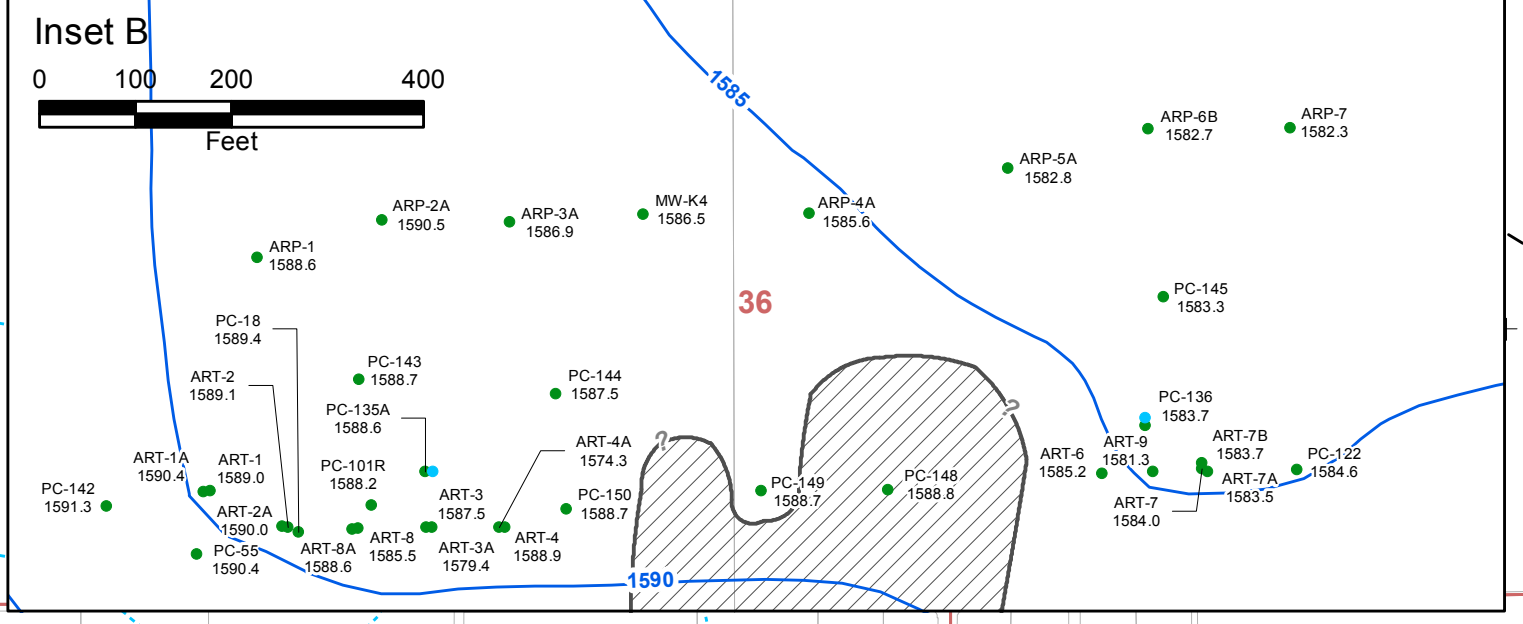 Inset B
0 100 200 400
Feet
1585
ARP-6B
1582.7
ARP-7
1582.3
ARP-5A
1582.8
ARP-2A
1590.5
ARP-3A
1586.9
MW-K4
1586.5
ARP-4A
1585.6
ARP-1
1588.6
36
PC-145
1583.3
PC-18
1589.4
PC-143
1588.7
ART-2
1589.1
PC-144
1587.5
PC-135A
1588.6
?
?
PC-136
1583.7
ART-4A
1574.3
ART-1A
1590.4
ART-1
1589.0
PC-101R
1588.2
ART-6
1585.2
ART-9
1581.3
ART-7B
1583.7
PC-122
1584.6
PC-142
1591.3
ART-3
1587.5
PC-150
1588.7
PC-149
1588.7
PC-148
1588.8
ART-7A
1583.5
ART-7
1584.0
ART-2A
1590.0
PC-55
1590.4
ART-8A
1588.6
ART-8
1585.5
ART-3A
1579.4
ART-4
1588.9
1590